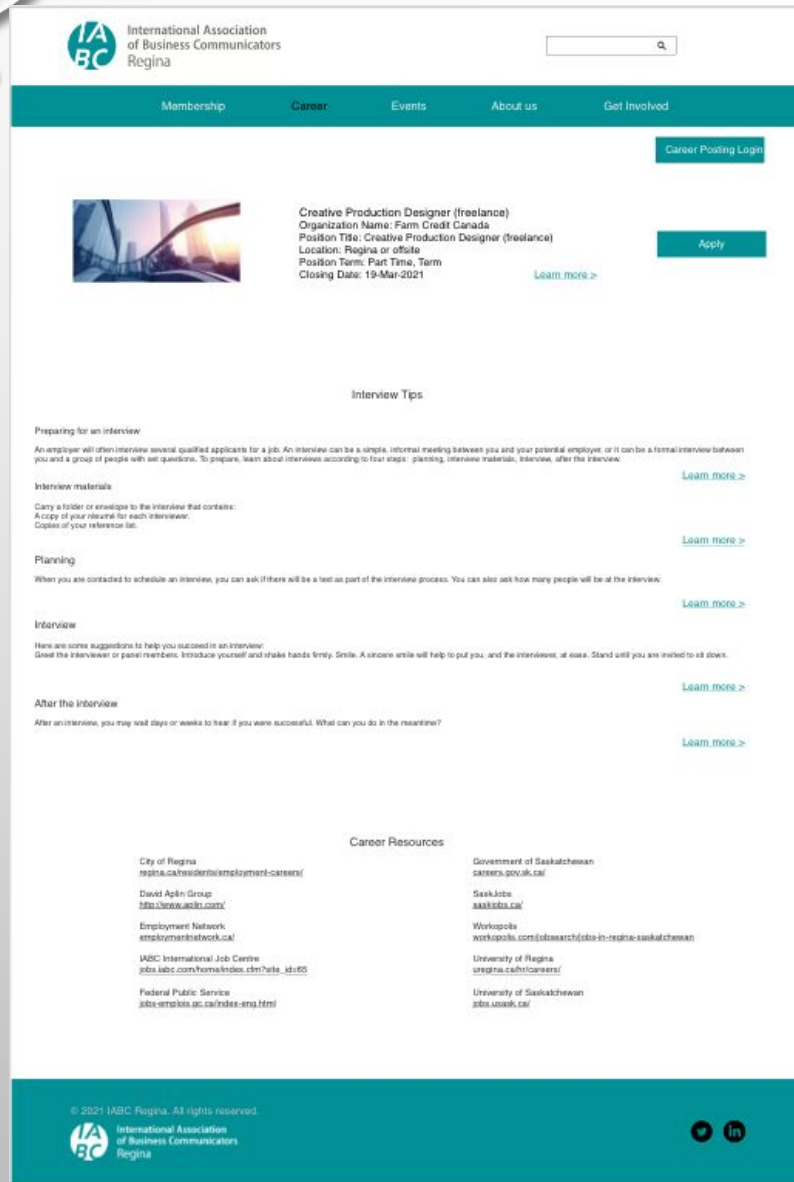 IA
BC
International Association
of Business Communicators
Regina
Membership
Career
Events
About us
Get Involved
Career Posting Login
Creative Production Designer (freelance)
Organization Name: Farm Credit Canada
Position Title: Creative Production Designer (freelance)
Location: Regina or offsite
Position Term: Part Time, Term
Closing Date: 19-Mar-2021
Learn more >
Apply
Interview Tips
Preparing for an interview
An employer will often interview several qualified applicants for a job. An interview can be a simple, informal meeting between you and your potential employer, or it can be a formal interview between
you and a group of people with set questions. To prepare, learn about interviews according to four steps: planning, interview materials, Interview, after the interview.
Learn more >
Interview materials
Carry a folder or envelope to the interview that contains:
A copy of your résumé for each interviewer.
Copies of your reference list.
Learn more >
Planning
When you are contacted to schedule an interview, you can ask if there will be a test as part of the interview process. You can also ask how many people will be at the interview.
Learn more >
Interview
Here are some suggestions to help you succeed in an interview:
Greet the interviewer or panel members. Introduce yourself and shake hands firmly. Smile. A sincere smile will help to put you, and the interviewer, at ease. Stand until you are invited to sit down.
Learn more >
After the interview
After an interview, you may wait days or weeks to hear if you were successful. What can you do in the meantime?
Learn more >
Career Resources
City of Regina
regina.ca/residents/employment-careers/
David Aplin Group
http://www.aplin.com/
Employment Network
employmentnetwork.ca/
IABC International Job Centre
jobs.iabc.com/home/index.cfm?site_id=65
Federal Public Service
jobs-emplois.gc.ca/index-eng.html
Government of Saskatchewan
careers.gov.sk.ca/
SaskJobs
saskjobs.ca/
Workopolis
workopolis.com/jobsearch/jobs-in-regina-saskatchewan
University of Regina
uregina.ca/hr/careers/
University of Saskatchewan
jobs.usask.ca/
© 2021 IABC Regina. All rights reserved.
IA
BC
International Association
of Business Communicators
Regina
in